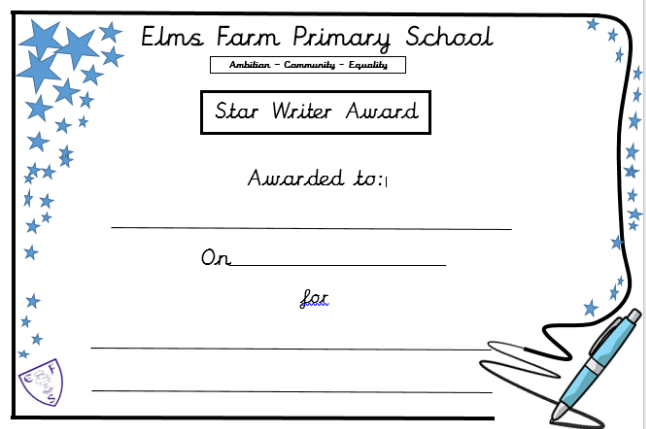 Elms Farm Primary School
Ambition – Community – Equality
Star Writer Award
Awarded to:
On
for
E F S